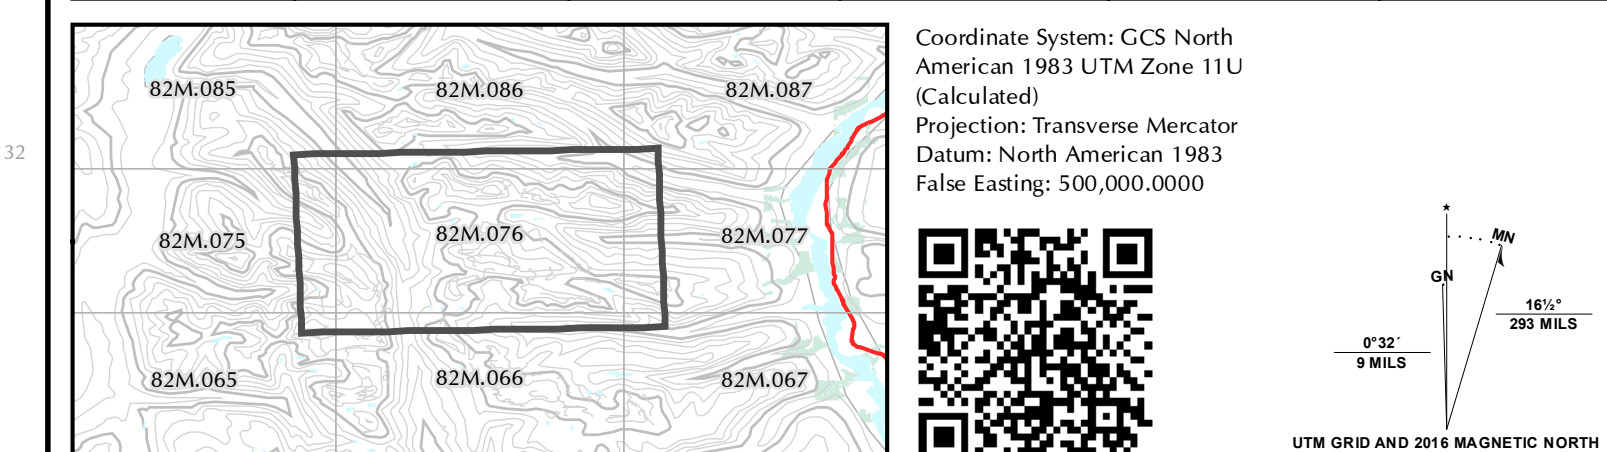 32
82M.085
82M.086
82M.087
82M.075
82M.076
82M.077
82M.065
82M.066
82M.067
Coordinate System: GCS North
American 1983 UTM Zone 11U
(Calculated)
Projection: Transverse Mercator
Datum: North American 1983
False Easting: 500,000.0000
MN
GN
16½°
293 MILS
0°32´
9 MILS
UTM GRID AND 2016 MAGNETIC NORTH